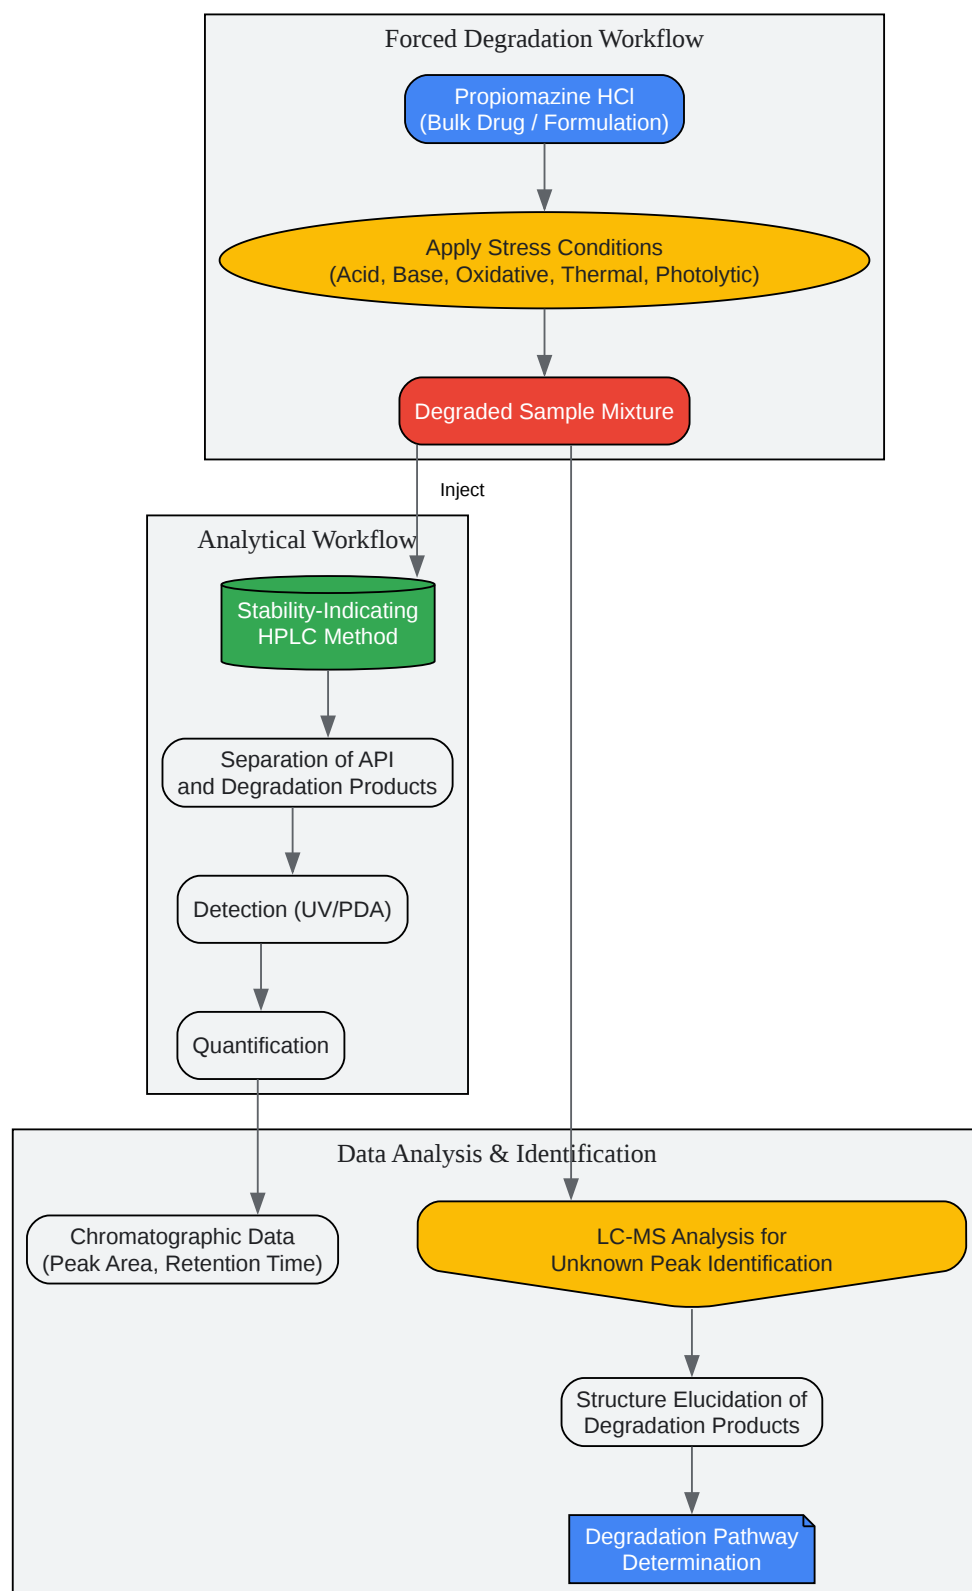 Forced Degradation Workflow
Propiomazine HCl
(Bulk Drug / Formulation)
Apply Stress Conditions
(Acid, Base, Oxidative, Thermal, Photolytic)
Degraded Sample Mixture
Inject
Analytical Workflow
Stability-Indicating
HPLC Method
Separation of API
and Degradation Products
Detection (UV/PDA)
Quantification
Data Analysis & Identification
Chromatographic Data
(Peak Area, Retention Time)
LC-MS Analysis for
Unknown Peak Identification
Structure Elucidation of
Degradation Products
Degradation Pathway
Determination